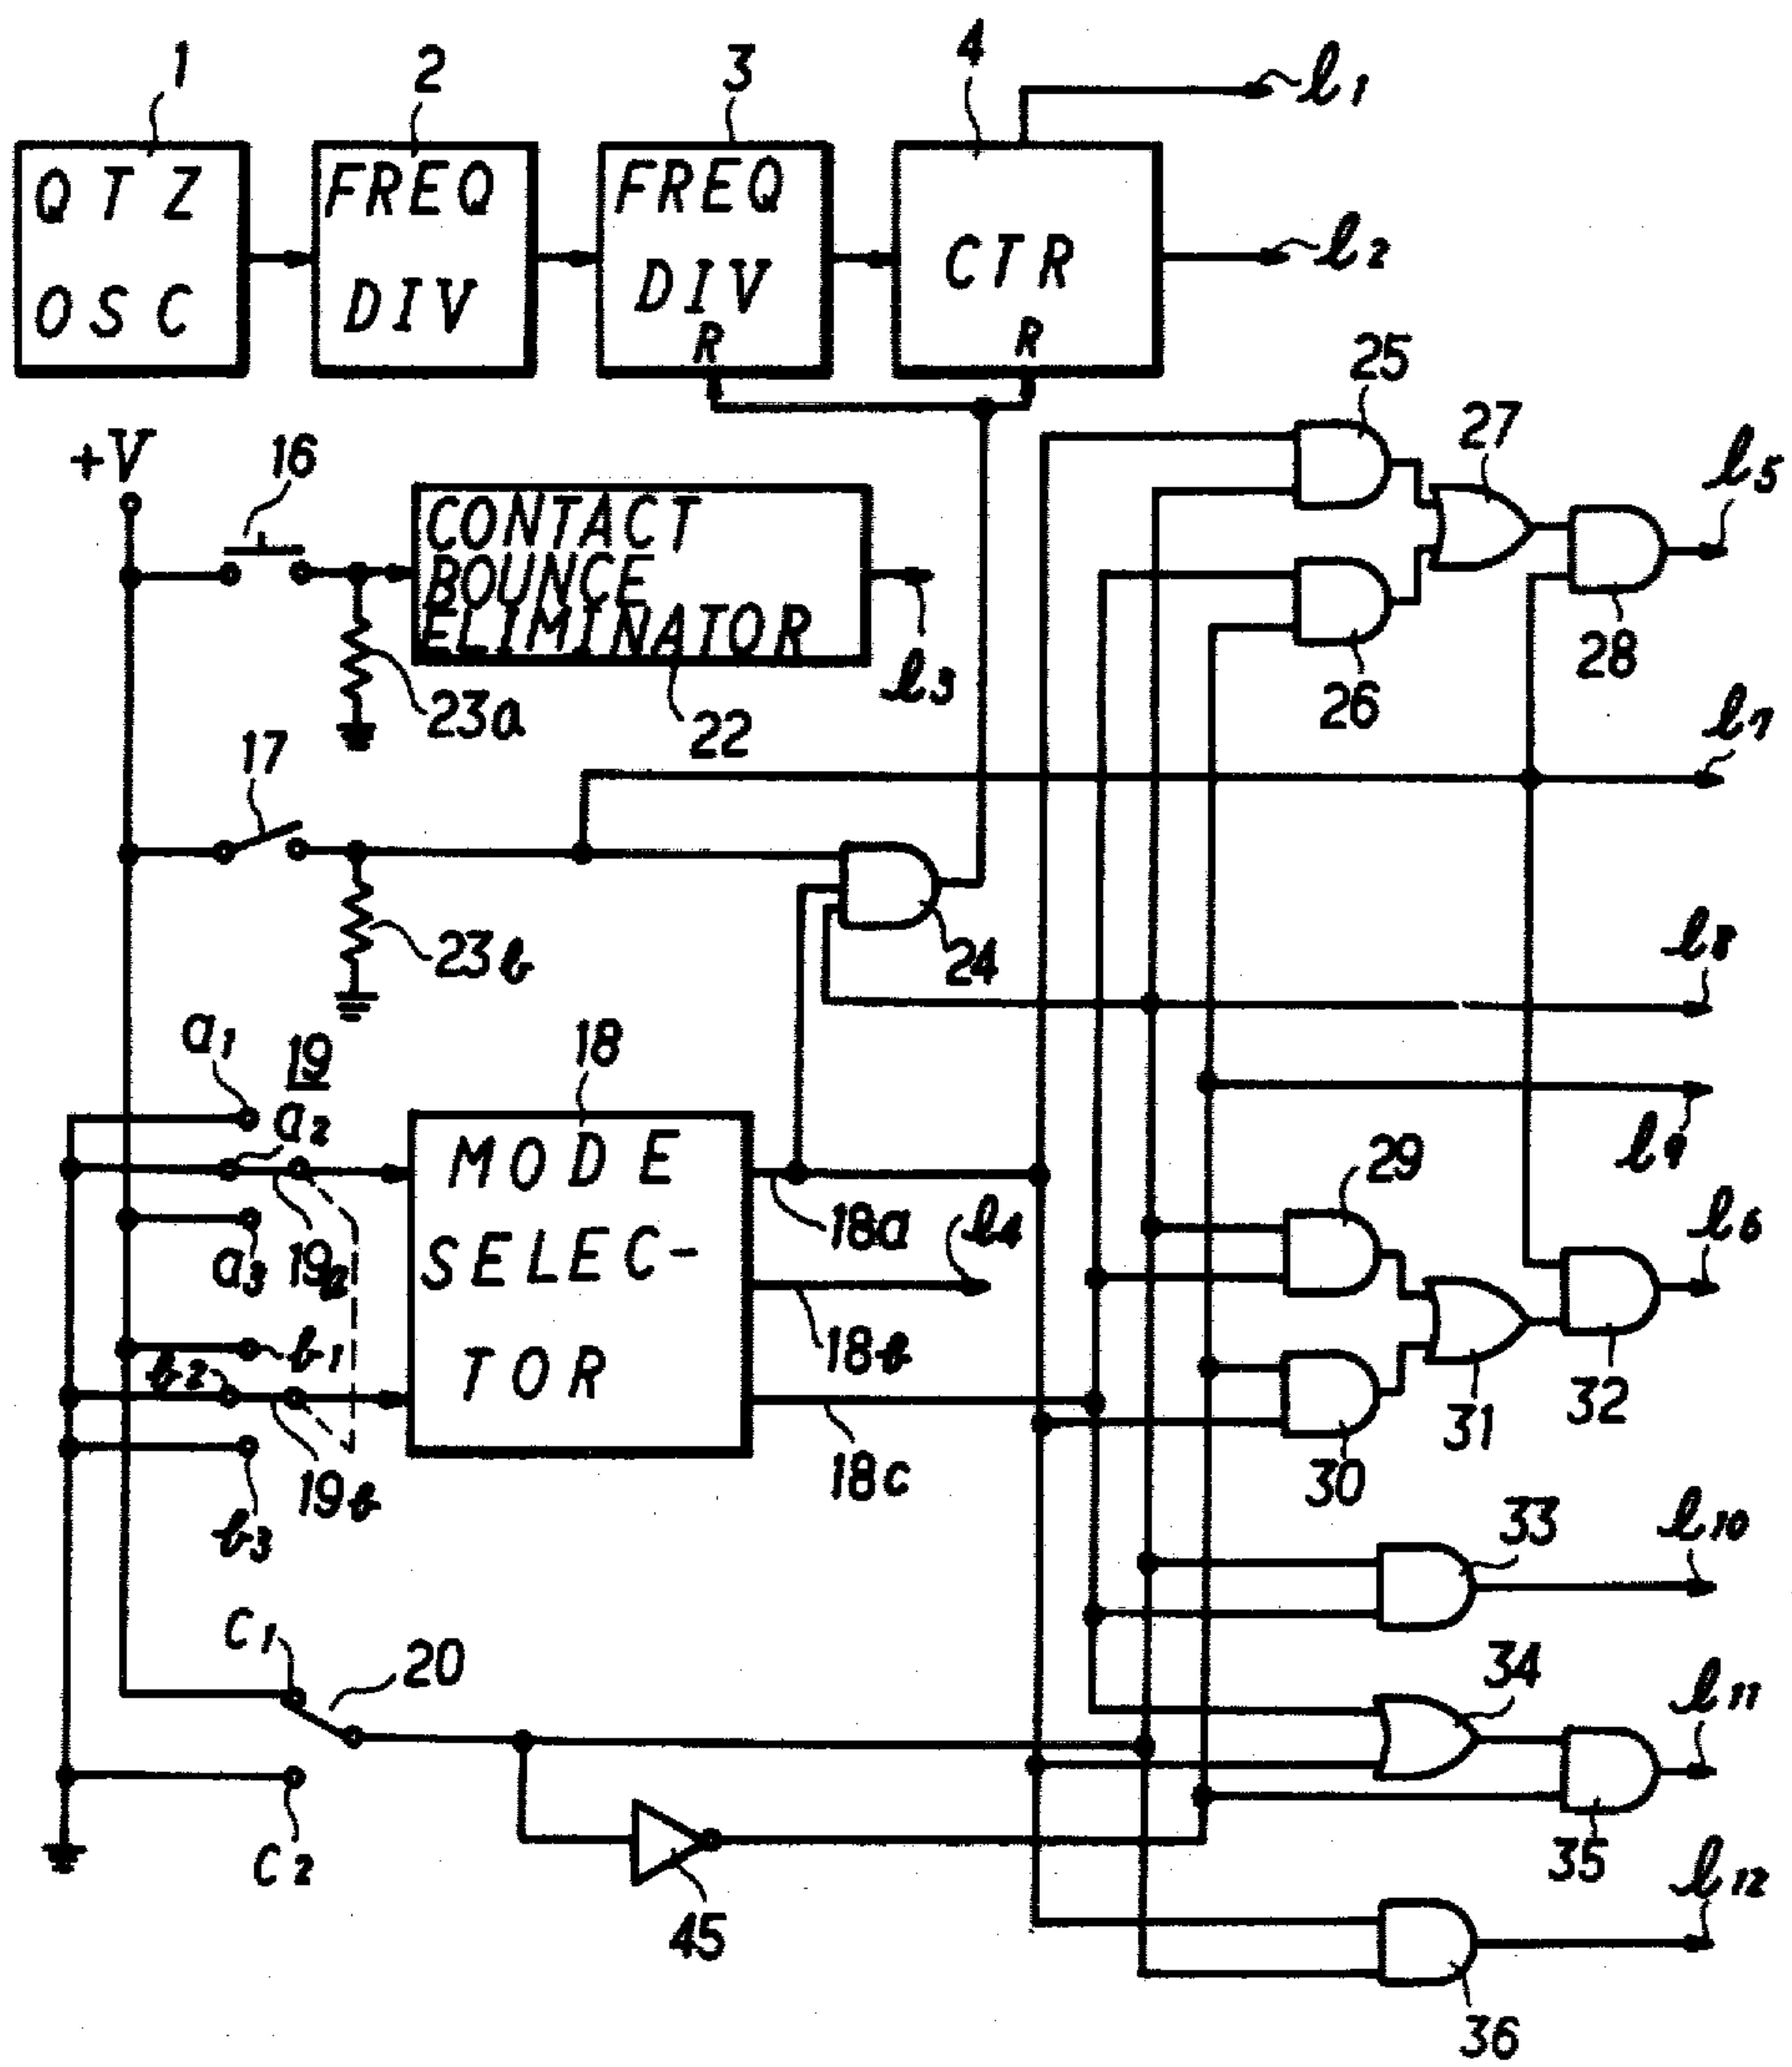 1
2
3
4
l1
QTZ
OSC
FREQ
DIV
FREQ
DIV
R
CTR
R
l2
25
27
l5
+V
16
CONTACT
BOUNCE
ELIMINATOR
l3
23a
22
26
28
17
l7
23b
24
l8
a1
19
a2
18
MODE
SELEC-
TOR
a3
19a
18a
l4
29
l9
l6
b1
b2
18b
31
32
19b
18c
30
b3
33
l10
C1
20
34
l11
C2
45
35
l12
36